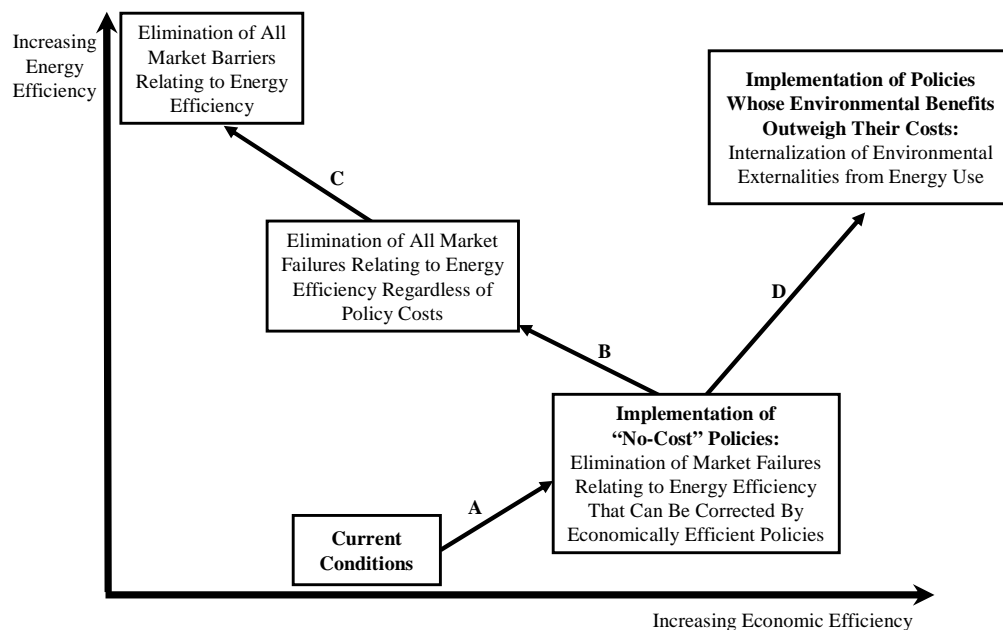 Increasing
Energy
Efficiency
Elimination of All
Market Barriers
Relating to Energy
Efficiency
Implementation of Policies
Whose Environmental Benefits
Outweigh Their Costs:
Internalization of Environmental
Externalities from Energy Use
C
Elimination of All Market
Failures Relating to Energy
Efficiency Regardless of
Policy Costs
D
B
Implementation of
“No-Cost” Policies:
Elimination of Market Failures
Relating to Energy Efficiency
That Can Be Corrected By
Economically Efficient Policies
A
Current
Conditions
Increasing Economic Efficiency